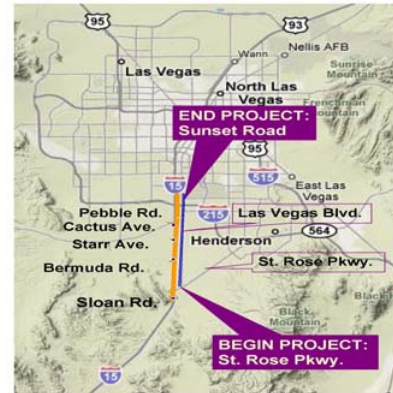 95
93
Wann
Nellis AFB
Las Vegas
Sunrise
Mountain
North Las
Vegas
Frenchman
Mountain
END PROJECT:
Sunset Road
95
515
15
East Las
Vegas
Pebble Rd.
215
Las Vegas Blvd.
Cactus Ave.
Starr Ave.
Henderson
564
Bermuda Rd.
St. Rose Pkwy.
Sloan Rd.
Black
Mountain
BEGIN PROJECT:
St. Rose Pkwy.
15